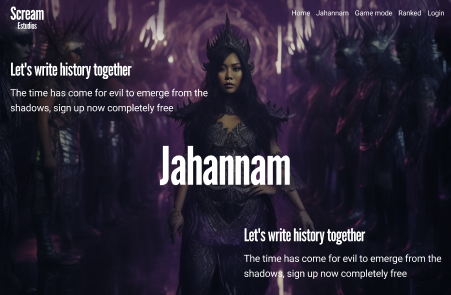 Scream
Estudios
Home Jahannam Game mode Ranked Login
Let's write history together
The time has come for evil to emerge from the
shadows, sign up now completely free
Jahannam
Let's write history together
The time has come for evil to emerge from the
shadows, sign up now completely free